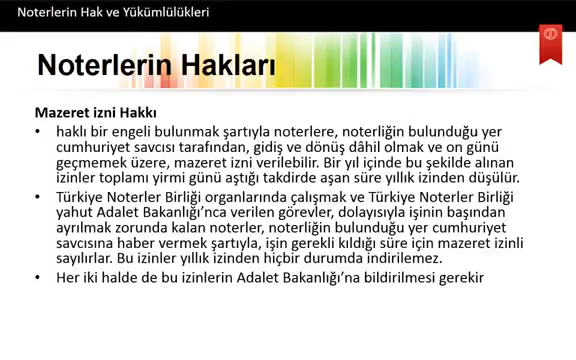 Noterlerin Hak ve Yükümlülükleri
Noterlerin Hakları
Mazeret izni Hakkı
• haklı bir engeli bulunmak şartıyla noterlere, noterliğin bulunduğu yer
cumhuriyet savcısı tarafından, gidiş ve dönüş dâhil olmak ve on günü
geçmemek üzere, mazeret izni verilebilir. Bir yıl içinde bu şekilde alınan
izinler toplamı yirmi günü aştığı takdirde aşan süre yıllık izinden düşülür.
• Türkiye Noterler Birliği organlarında çalışmak ve Türkiye Noterler Birliği
yahut Adalet Bakanlığı’nca verilen görevler, dolayısıyla işinin başından
ayrılmak zorunda kalan noterler, noterliğin bulunduğu yer cumhuriyet
savcısına haber vermek şartıyla, işin gerekli kıldığı süre için mazeret izinli
sayılırlar. Bu izinler yıllık izinden hiçbir durumda indirilemez.
• Her iki halde de bu izinlerin Adalet Bakanlığı’na bildirilmesi gerekir